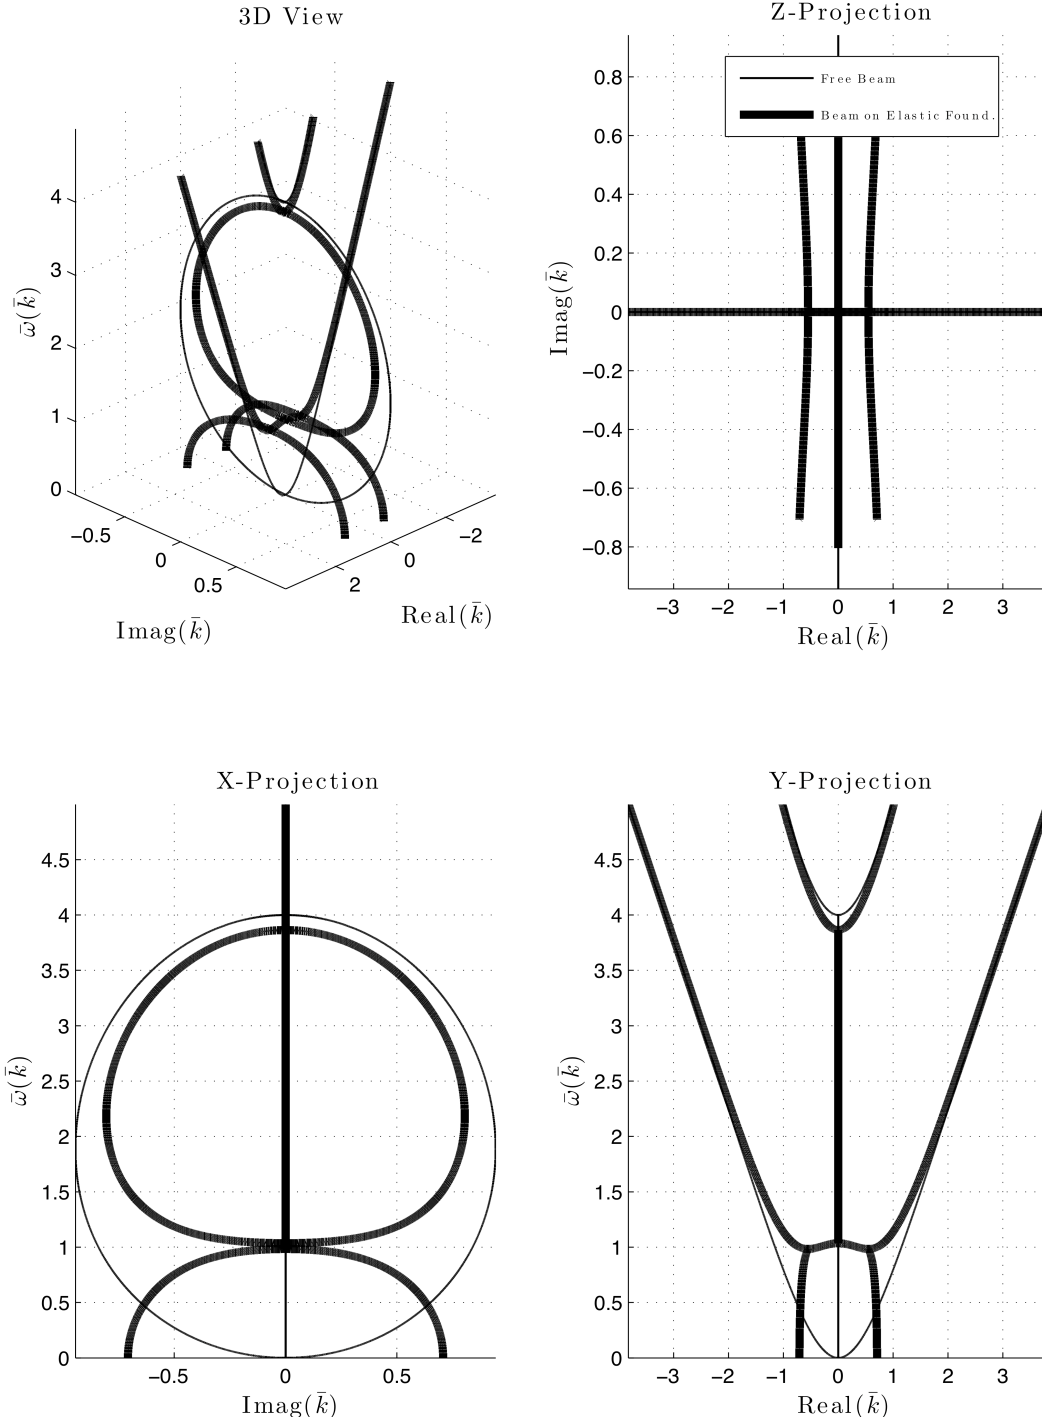 3D View
4
3
2
1
0
ω̄(k̄)
−0.5
0
0.5
Imag(k̄)
2
0
−2
Real(k̄)
Z-Projection
Free Beam
Beam on Elastic Found.
0.8
0.6
0.4
0.2
0
−0.2
−0.4
−0.6
−0.8
Imag(k̄)
−3 −2 −1 0 1 2 3
Real(k̄)
X-Projection
4.5
4
3.5
3
2.5
2
1.5
1
0.5
0
ω̄(k̄)
−0.5 0 0.5
Imag(k̄)
Y-Projection
4.5
4
3.5
3
2.5
2
1.5
1
0.5
0
ω̄(k̄)
−3 −2 −1 0 1 2 3
Real(k̄)